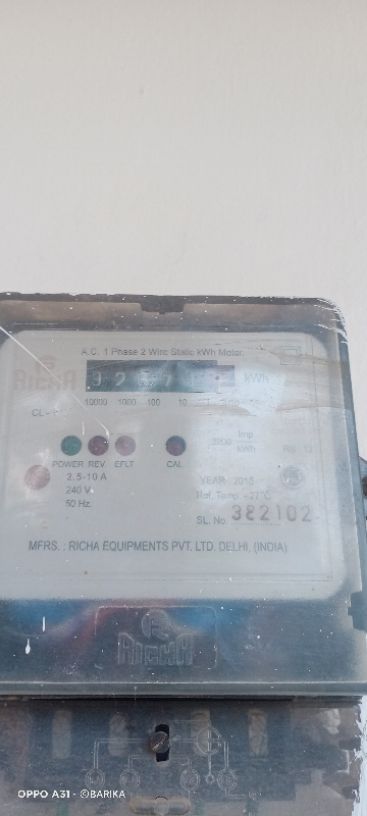 A.C. 1 Phase 2 Wire Static kWh Meter
RICHA
kWh
10000 1000 100 10
Imp
kWh
POWER REV. EFLT CAL
2.5-10 A
240 V
50 Hz.
YEAR 2015
Ref. Temp. +27°C
SL. No. 382102
MFRS. : RICHA EQUIPMENTS PVT. LTD. DELHI, (INDIA)
RICHA
OPPO A31 · ©BARIKA